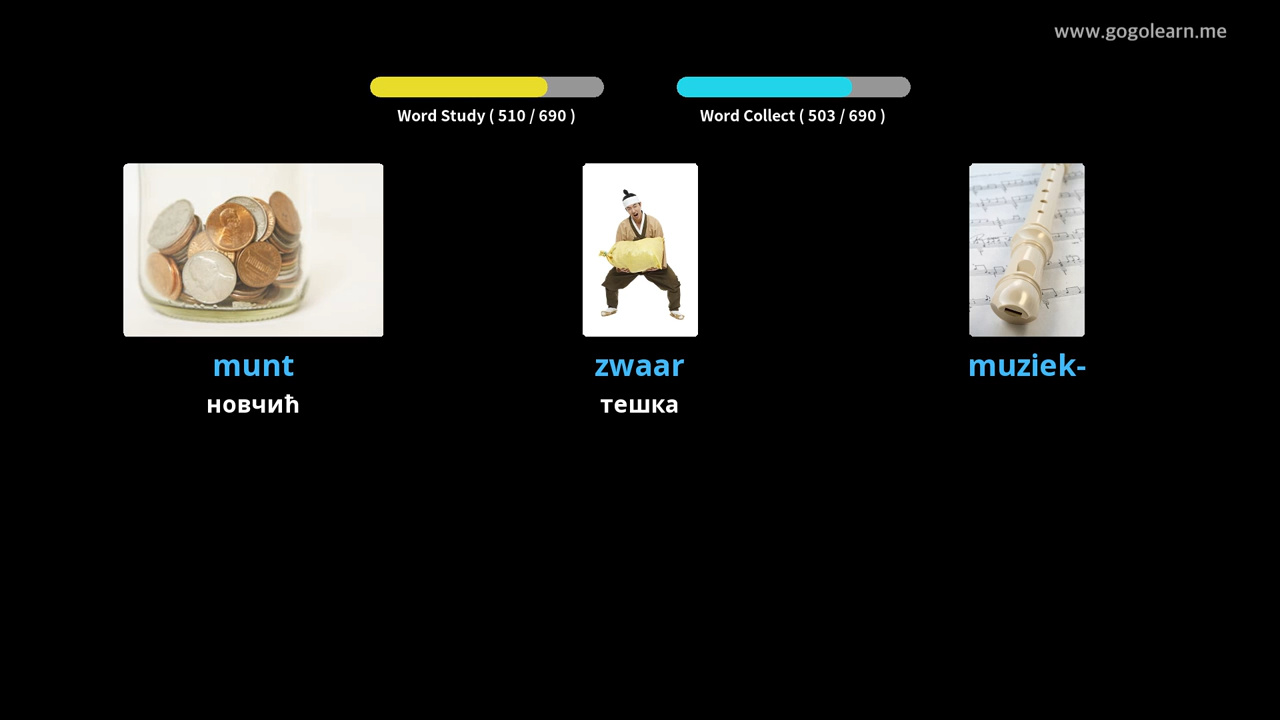 www.gogolearn.me
Word Study ( 510 / 690 )
Word Collect ( 503 / 690 )
munt
zwaar
muziek-
новчић
тешка